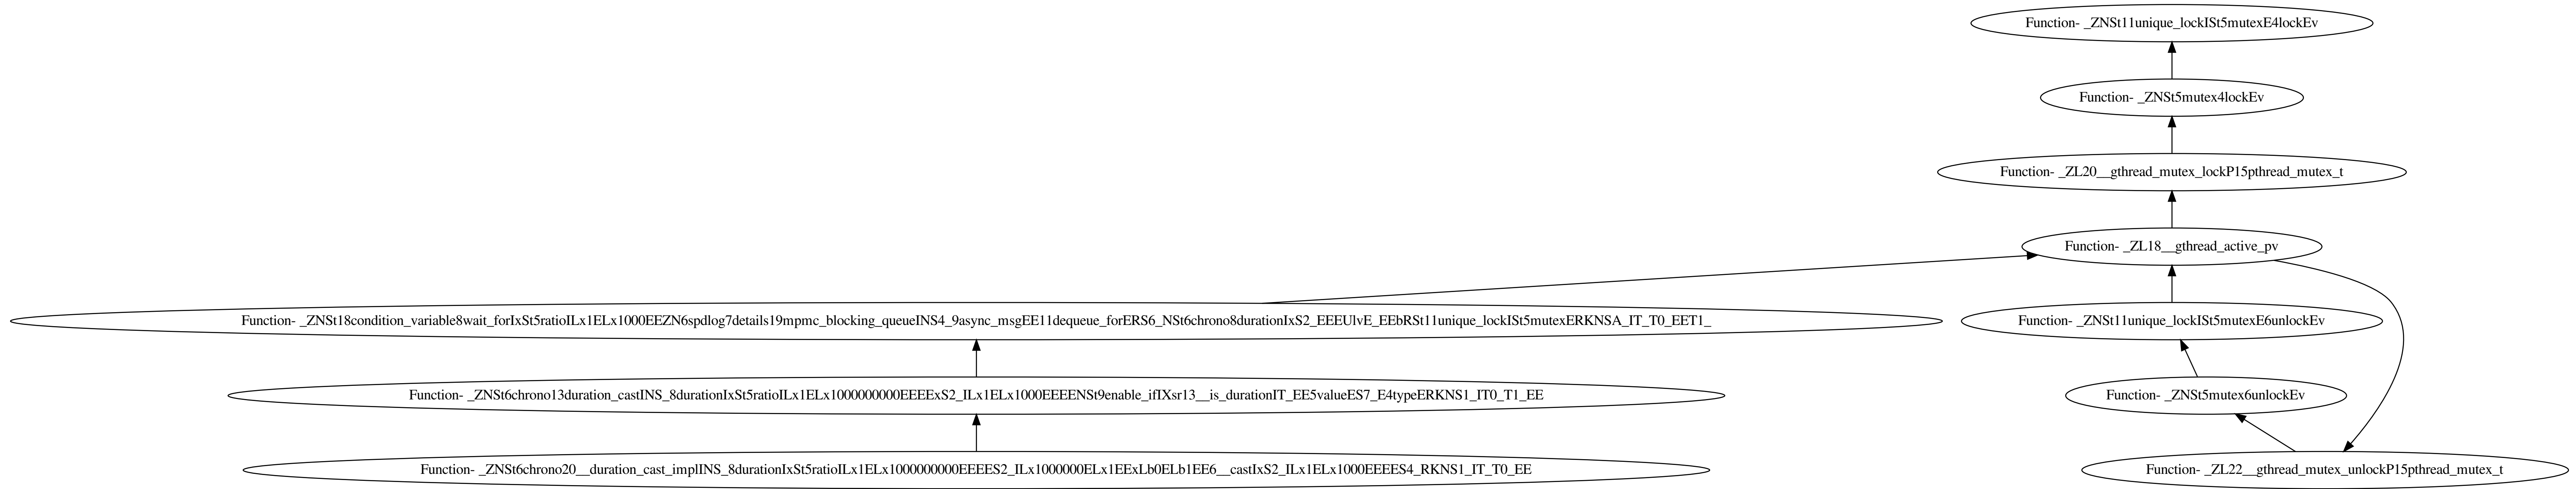 Function- _ZNSt11unique_lockISt5mutexE4lockEv
Function- _ZNSt5mutex4lockEv
Function- _ZL20__gthread_mutex_lockP15pthread_mutex_t
Function- _ZL18__gthread_active_pv
Function- _ZNSt18condition_variable8wait_forIxSt5ratioILx1ELx1000EEZN6spdlog7details19mpmc_blocking_queueINS4_9async_msgEE11dequeue_forERS6_NSt6chrono8durationIxS2_EEEUlvE_EEbRSt11unique_lockISt5mutexERKNSA_IT_T0_EET1_
Function- _ZNSt11unique_lockISt5mutexE6unlockEv
Function- _ZNSt6chrono13duration_castINS_8durationIxSt5ratioILx1ELx1000000000EEEExS2_ILx1ELx1000EEEENSt9enable_ifIXsr13__is_durationIT_EE5valueES7_E4typeERKNS1_IT0_T1_EE
Function- _ZNSt5mutex6unlockEv
Function- _ZNSt6chrono20__duration_cast_implINS_8durationIxSt5ratioILx1ELx1000000000EEEES2_ILx1000000ELx1EExLb0ELb1EE6__castIxS2_ILx1ELx1000EEEES4_RKNS1_IT_T0_EE
Function- _ZL22__gthread_mutex_unlockP15pthread_mutex_t